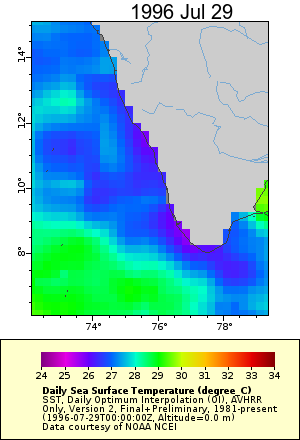 1996 Jul 29
14°
12°
10°
8°
74° 76° 78°
24 25 26 27 28 29 30 31 32 33 34
Daily Sea Surface Temperature (degree_C)
SST, Daily Optimum Interpolation (OI), AVHRR
Only, Version 2, Final+Preliminary, 1981-present
(1996-07-29T00:00:00Z, Altitude=0.0 m)
Data courtesy of NOAA NCEI